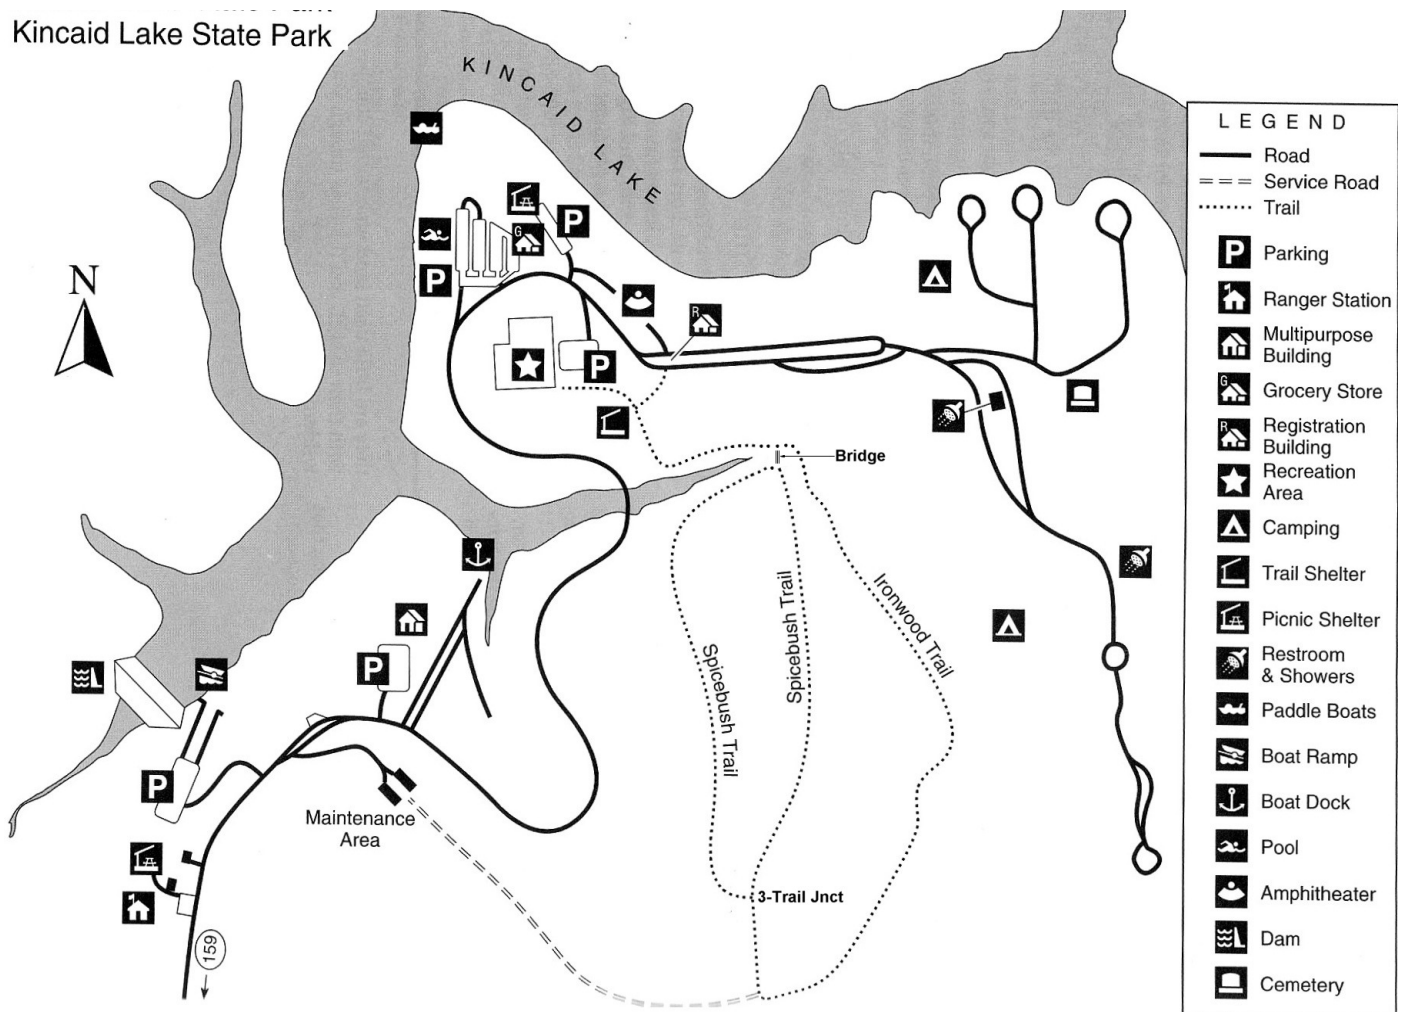 Kincaid Lake State Park
KINCAID LAKE
N
P
G
P
P
R
P
Bridge
Spicebush Trail
Spicebush Trail
Ironwood Trail
P
P
Maintenance
Area
3-Trail Jnct
159
LEGEND
Road
Service Road
Trail
P Parking
Ranger Station
Multipurpose
Building
G Grocery Store
R Registration
Building
Recreation
Area
Camping
Trail Shelter
Picnic Shelter
Restroom
& Showers
Paddle Boats
Boat Ramp
Boat Dock
Pool
Amphitheater
Dam
Cemetery